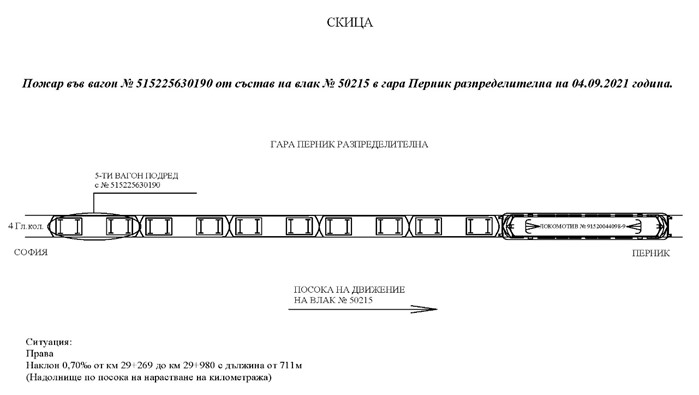 СКИЦА
Пожар във вагон № 515225630190 от състав на влак № 50215 в гара Перник разпределителна на 04.09.2021 година.
ГАРА ПЕРНИК РАЗПРЕДЕЛИТЕЛНА
5-ТИ ВАГОН ПОДРЕД
с № 515225630190
4 Гл.кол.
ЛОКОМОТИВ № 91520044098-9
СОФИЯ
ПЕРНИК
ПОСОКА НА ДВИЖЕНИЕ
НА ВЛАК № 50215
Ситуация:
Права
Наклон 0,70‰ от км 29+269 до км 29+980 с дължина от 711м
(Надолнище по посока на нарастване на километража)